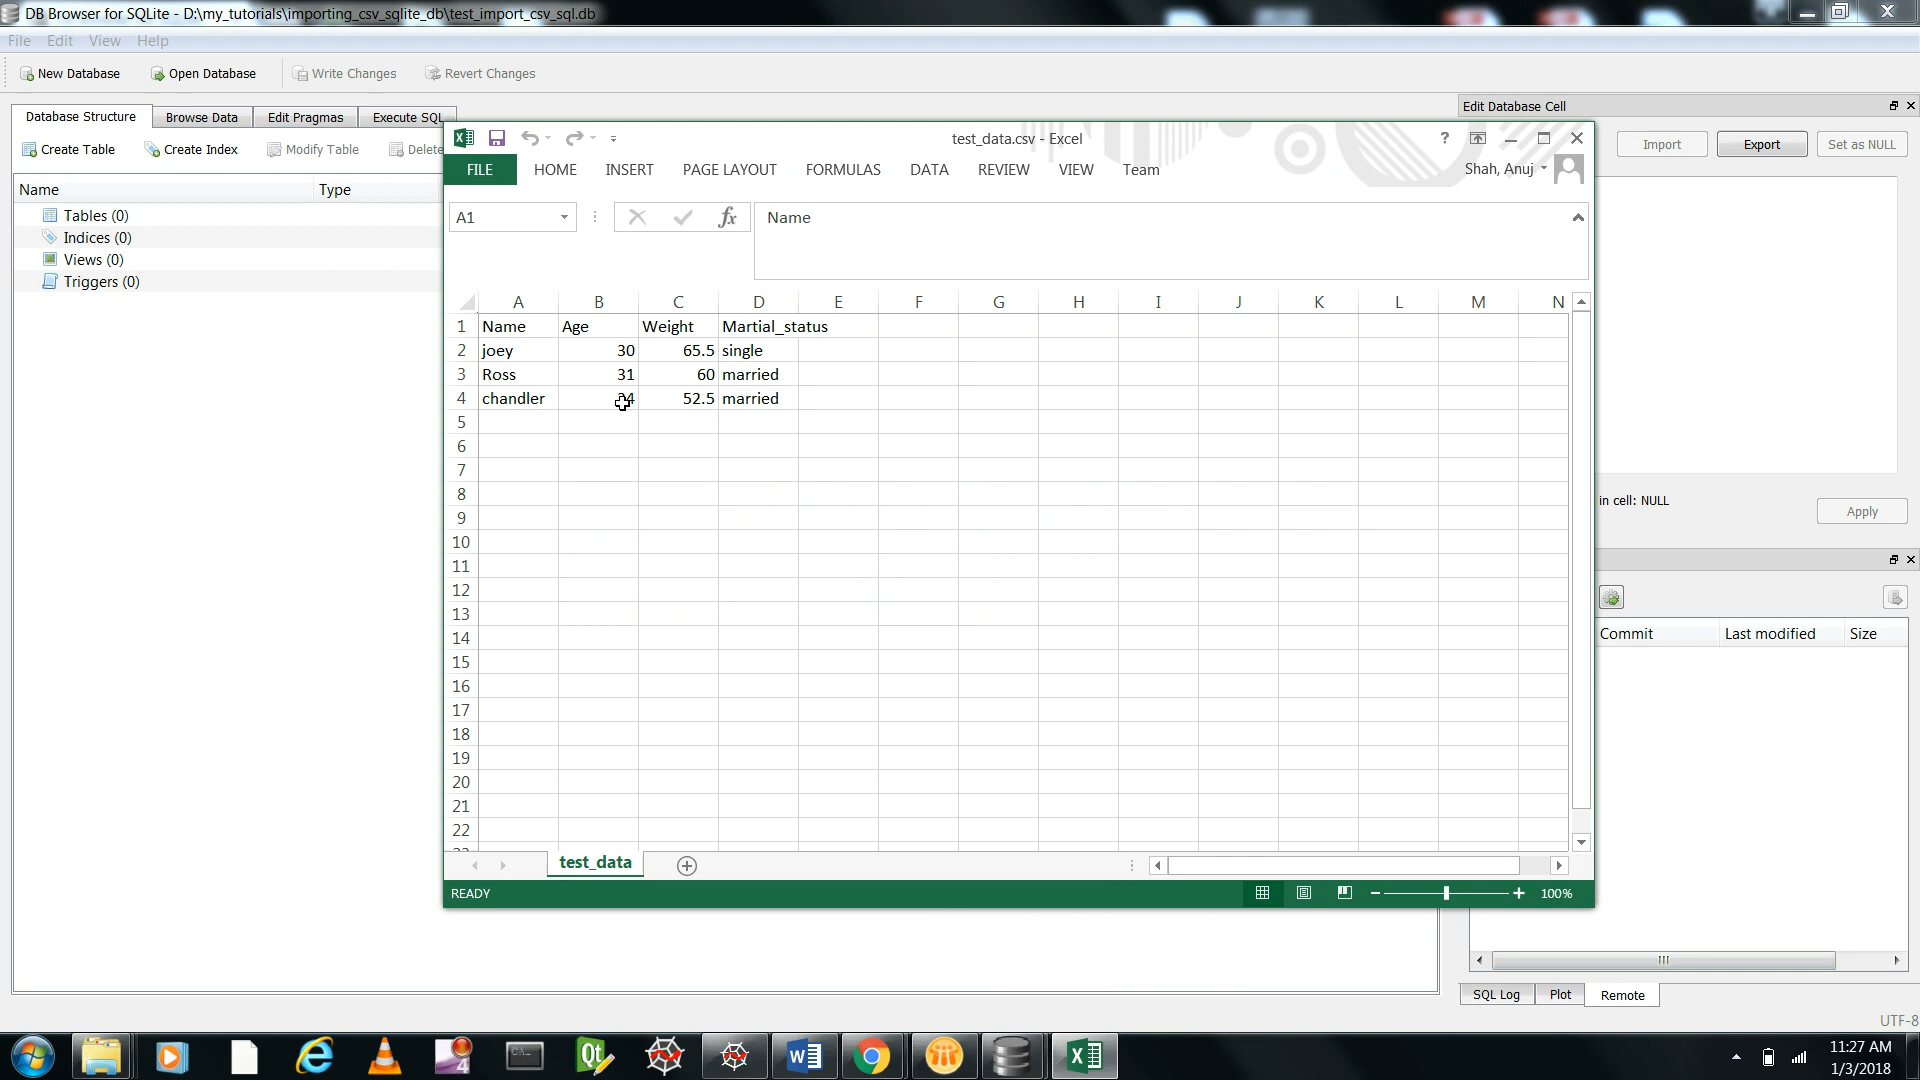 DB Browser for SQLite - D:\my_tutorials\importing_csv_sqlite_db\test_import_csv_sql.db
File Edit View Help
New Database Open Database Write Changes Revert Changes
Database Structure Browse Data Edit Pragmas Execute SQL
Create Table Create Index Modify Table Delete
Name Type
Tables (0)
Indices (0)
Views (0)
Triggers (0)
test_data.csv - Excel
?
FILE HOME INSERT PAGE LAYOUT FORMULAS DATA REVIEW VIEW Team
Shah, Anuj
A1 fx Name
A B C D E F G H I J K L M N
1 Name Age Weight Martial_status
2 joey 30 65.5 single
3 Ross 31 60 married
4 chandler 52.5 married
5
6
7
8
9
10
11
12
13
14
15
16
17
18
19
20
21
22
test_data
READY
100%
Edit Database Cell
Import Export Set as NULL
in cell: NULL
Apply
Commit Last modified Size
SQL Log Plot Remote
UTF-8
11:27 AM
1/3/2018